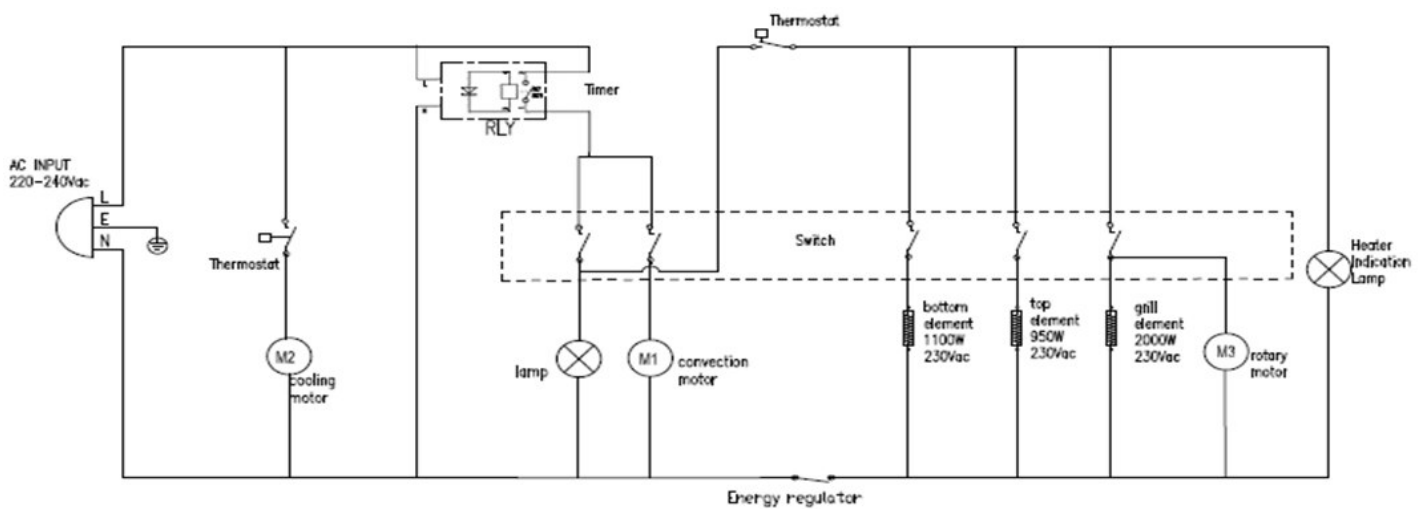 Thermostat
Timer
L
RLY
AC INPUT
220-240Vac
L
E
N
Thermostat
Switch
Heater
Indication
Lamp
bottom
element
1100W
230Vac
top
element
950W
230Vac
grill
element
2000W
230Vac
M2
cooling
motor
lamp
M1
convection
motor
M3
rotary
motor
Energy regulator